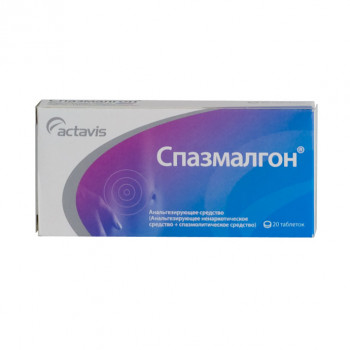 actavis
Спазмалгон®
Анальгезирующее средство
(Анальгезирующее ненаркотическое
средство + спазмолитическое средство)
20 таблеток